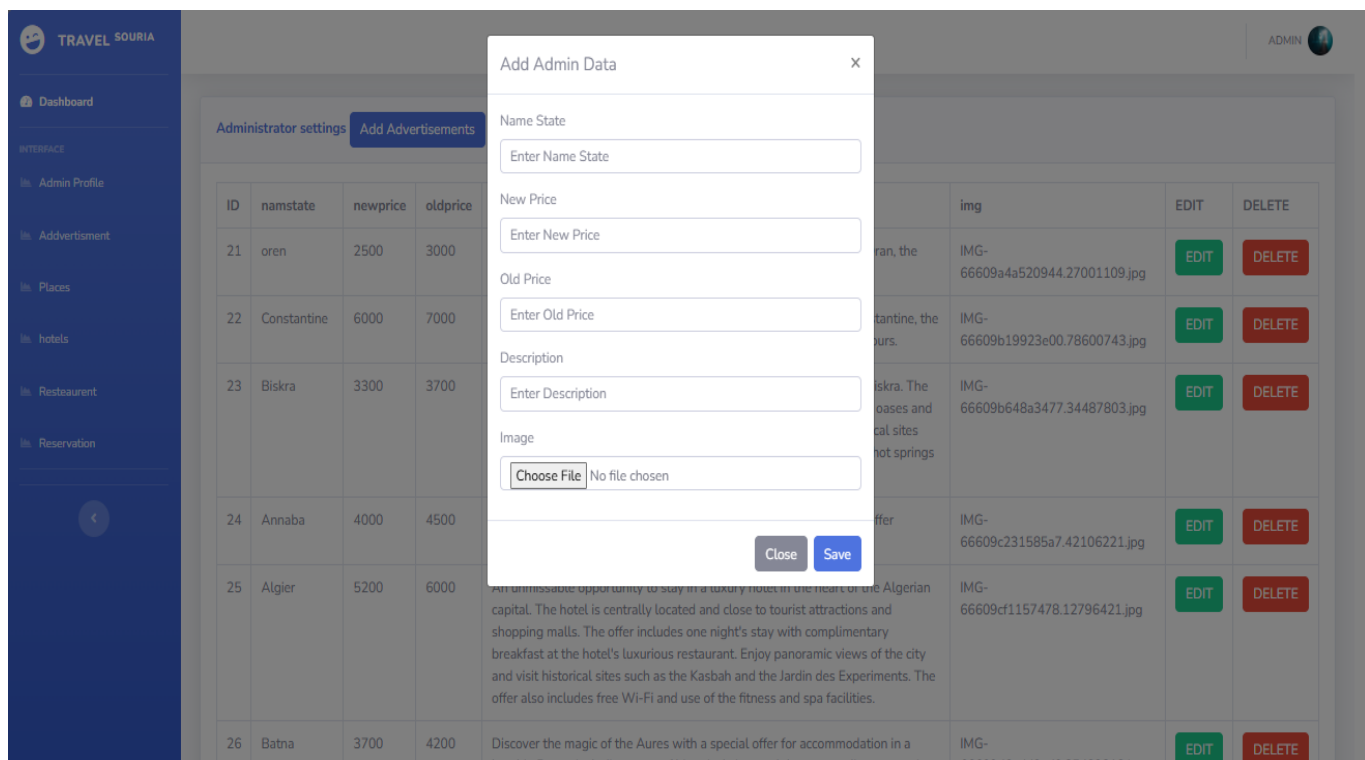 TRAVEL SOURIA
ADMIN
Dashboard
INTERFACE
Admin Profile
Addvertisment
Places
hotels
Resteaurent
Reservation
Administrator settings Add Advertisements
Add Admin Data x
Name State
Enter Name State
New Price
Enter New Price
Old Price
Enter Old Price
Description
Enter Description
Image
Choose File No file chosen
Close Save
ID namstate newprice oldprice img EDIT DELETE
21 oren 2500 3000 the IMG- EDIT DELETE
66609a4a520944.27001109.jpg
22 Constantine 6000 7000 the IMG- EDIT DELETE
66609b19923e00.78600743.jpg
23 Biskra 3300 3700 The IMG- EDIT DELETE
oases and 66609b648a3477.34487803.jpg
sites
hot springs
24 Annaba 4000 4500 IMG- EDIT DELETE
66609c231585a7.42106221.jpg
25 Algier 5200 6000 An unmissable opportunity to stay in a luxury hotel in the heart of the Algerian IMG- EDIT DELETE
capital. The hotel is centrally located and close to tourist attractions and 66609cf1157478.12796421.jpg
shopping malls. The offer includes one night's stay with complimentary
breakfast at the hotel's luxurious restaurant. Enjoy panoramic views of the city
and visit historical sites such as the Kasbah and the Jardin des Experiments. The
offer also includes free Wi-Fi and use of the fitness and spa facilities.
26 Batna 3700 4200 Discover the magic of the Aures with a special offer for accommodation in a IMG- EDIT DELETE